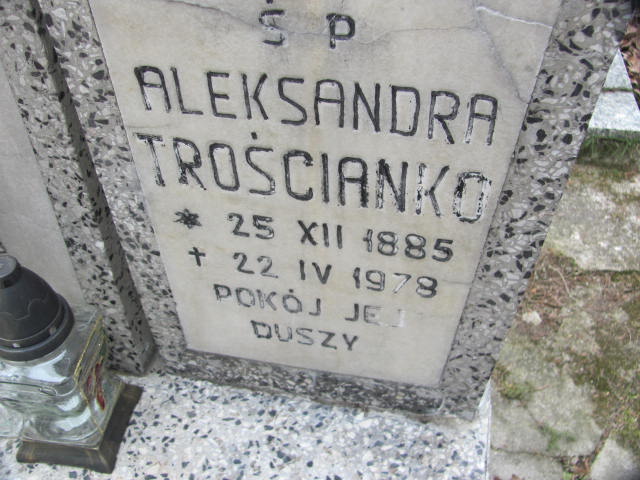 Ś P
ALEKSANDRA
TROŚCIANKO
* 25 XII 1885
+ 22 IV 1978
POKÓJ JEJ
DUSZY